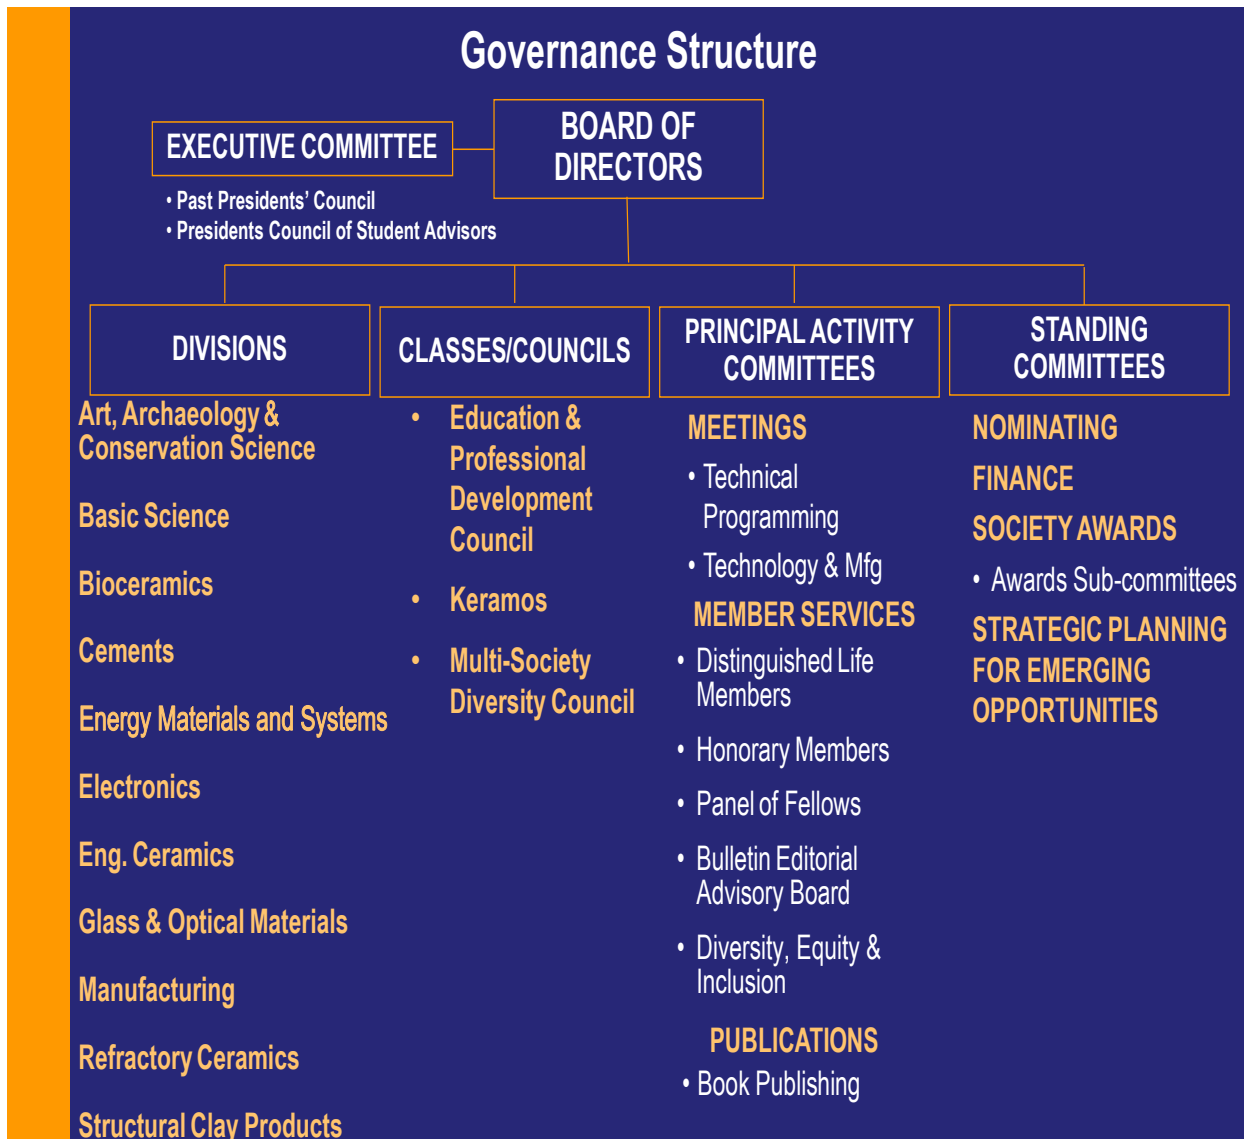 Governance Structure
BOARD OF
DIRECTORS
EXECUTIVE COMMITTEE
• Past Presidents’ Council
• Presidents Council of Student Advisors
DIVISIONS
Art, Archaeology &
Conservation Science
Basic Science
Bioceramics
Cements
Energy Materials and Systems
Electronics
Eng. Ceramics
Glass & Optical Materials
Manufacturing
Refractory Ceramics
Structural Clay Products
CLASSES/COUNCILS
• Education &
Professional
Development
Council
• Keramos
• Multi-Society
Diversity Council
PRINCIPAL ACTIVITY
COMMITTEES
MEETINGS
• Technical
Programming
• Technology & Mfg
MEMBER SERVICES
• Distinguished Life
Members
• Honorary Members
• Panel of Fellows
• Bulletin Editorial
Advisory Board
• Diversity, Equity &
Inclusion
PUBLICATIONS
• Book Publishing
STANDING
COMMITTEES
NOMINATING
FINANCE
SOCIETY AWARDS
• Awards Sub-committees
STRATEGIC PLANNING
FOR EMERGING
OPPORTUNITIES